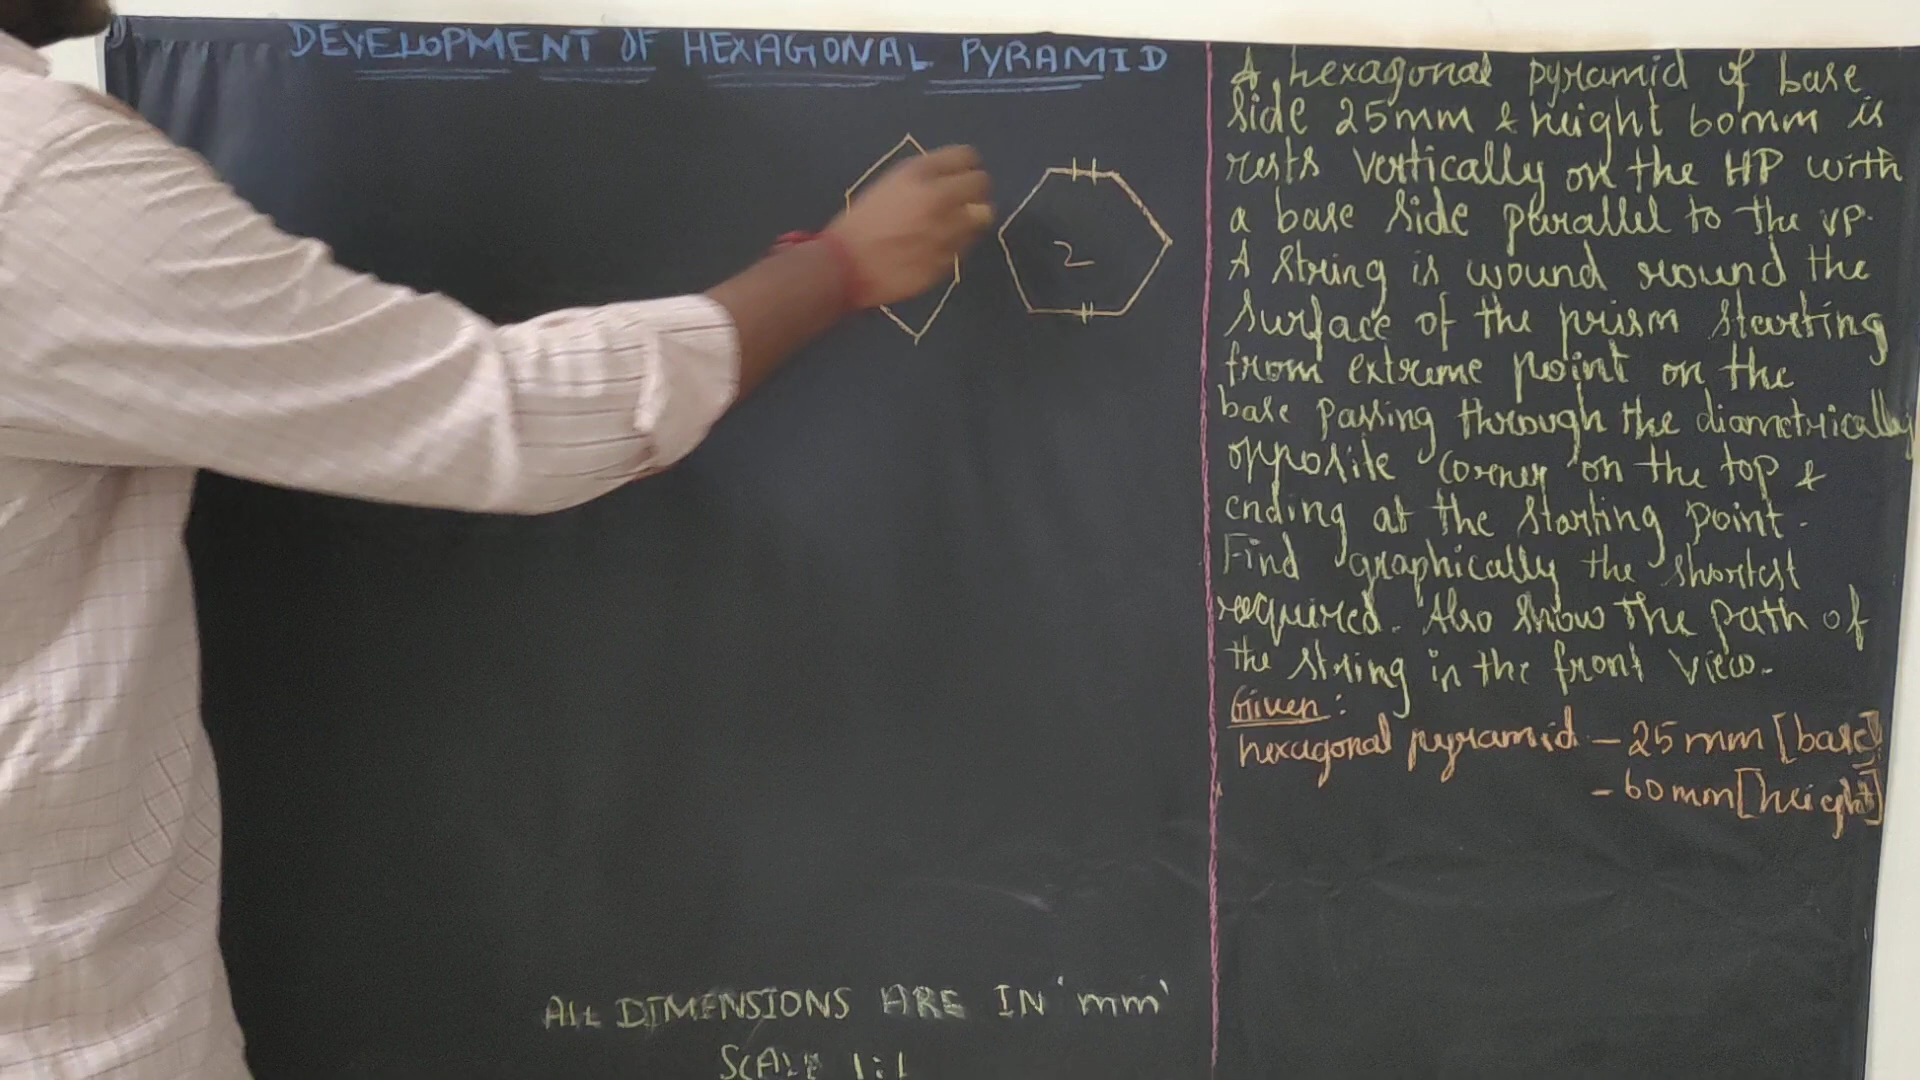 DEVELOPMENT OF HEXAGONAL PYRAMID
2
A hexagonal pyramid of base
side 25mm & height 60mm is
rests vertically on the HP with
a base side parallel to the VP.
A string is wound round the
surface of the prism starting
from extreme point on the
base passing through the diametrically
opposite corner on the top &
ending at the starting point.
Find graphically the shortest
required. Also show the path of
the string in the front view.
Given:
hexagonal pyramid - 25mm [base]
- 60mm [height]
ALL DIMENSIONS ARE IN 'mm'
SCALE 1:1